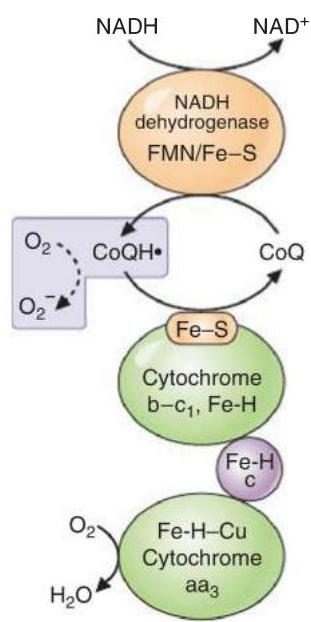 NADH NAD⁺
NADH
dehydrogenase
FMN/Fe–S
O₂ CoQH• CoQ
O₂⁻
Fe–S
Cytochrome
b–c₁, Fe-H
Fe-H
c
O₂
Fe-H–Cu
Cytochrome
aa₃
H₂O